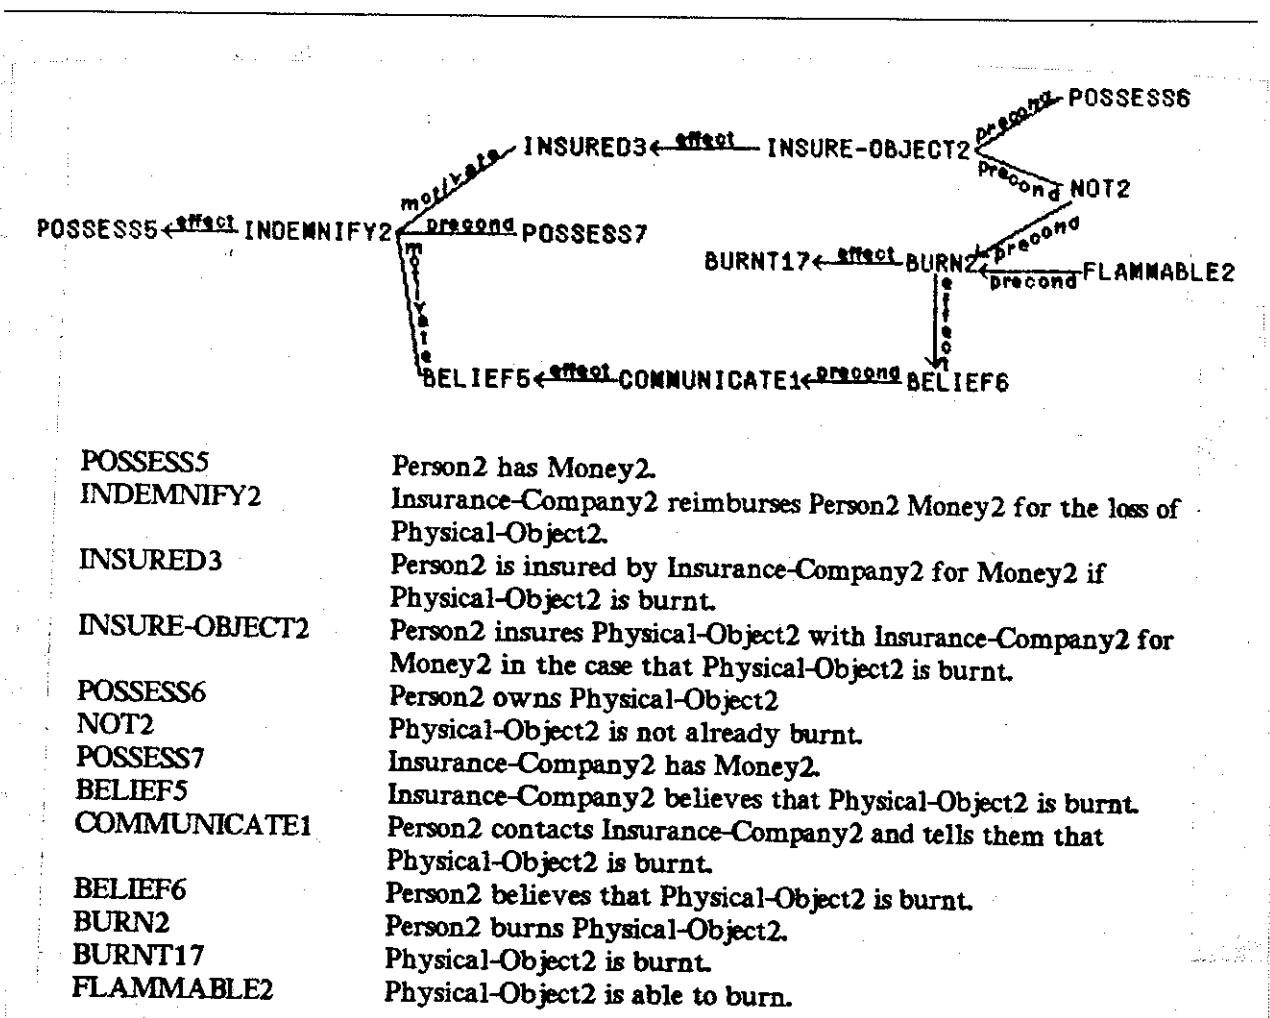 precond POSSESS6
INSURED3 effect INSURE-OBJECT2
motivate precond NOT2
POSSESS5 effect INDEMNIFY2 precond POSSESS7 precond
BURNT17 effect BURN2 precond FLAMMABLE2
motivate effect
BELIEF5 effect COMMUNICATE1 precond BELIEF6
POSSESS5 Person2 has Money2.
INDEMNIFY2 Insurance-Company2 reimburses Person2 Money2 for the loss of
Physical-Object2.
INSURED3 Person2 is insured by Insurance-Company2 for Money2 if
Physical-Object2 is burnt.
INSURE-OBJECT2 Person2 insures Physical-Object2 with Insurance-Company2 for
Money2 in the case that Physical-Object2 is burnt.
POSSESS6 Person2 owns Physical-Object2
NOT2 Physical-Object2 is not already burnt.
POSSESS7 Insurance-Company2 has Money2.
BELIEF5 Insurance-Company2 believes that Physical-Object2 is burnt.
COMMUNICATE1 Person2 contacts Insurance-Company2 and tells them that
Physical-Object2 is burnt.
BELIEF6 Person2 believes that Physical-Object2 is burnt.
BURN2 Person2 burns Physical-Object2.
BURNT17 Physical-Object2 is burnt.
FLAMMABLE2 Physical-Object2 is able to burn.